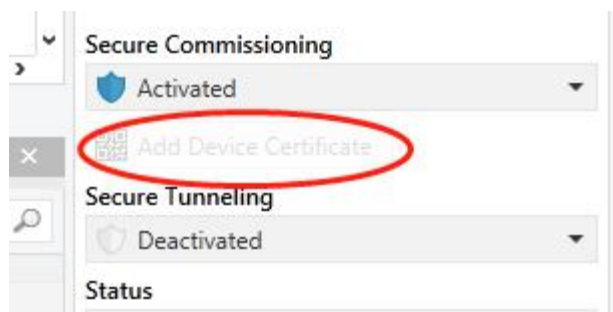 Secure Commissioning
Activated
Add Device Certificate
Secure Tunneling
Deactivated
Status